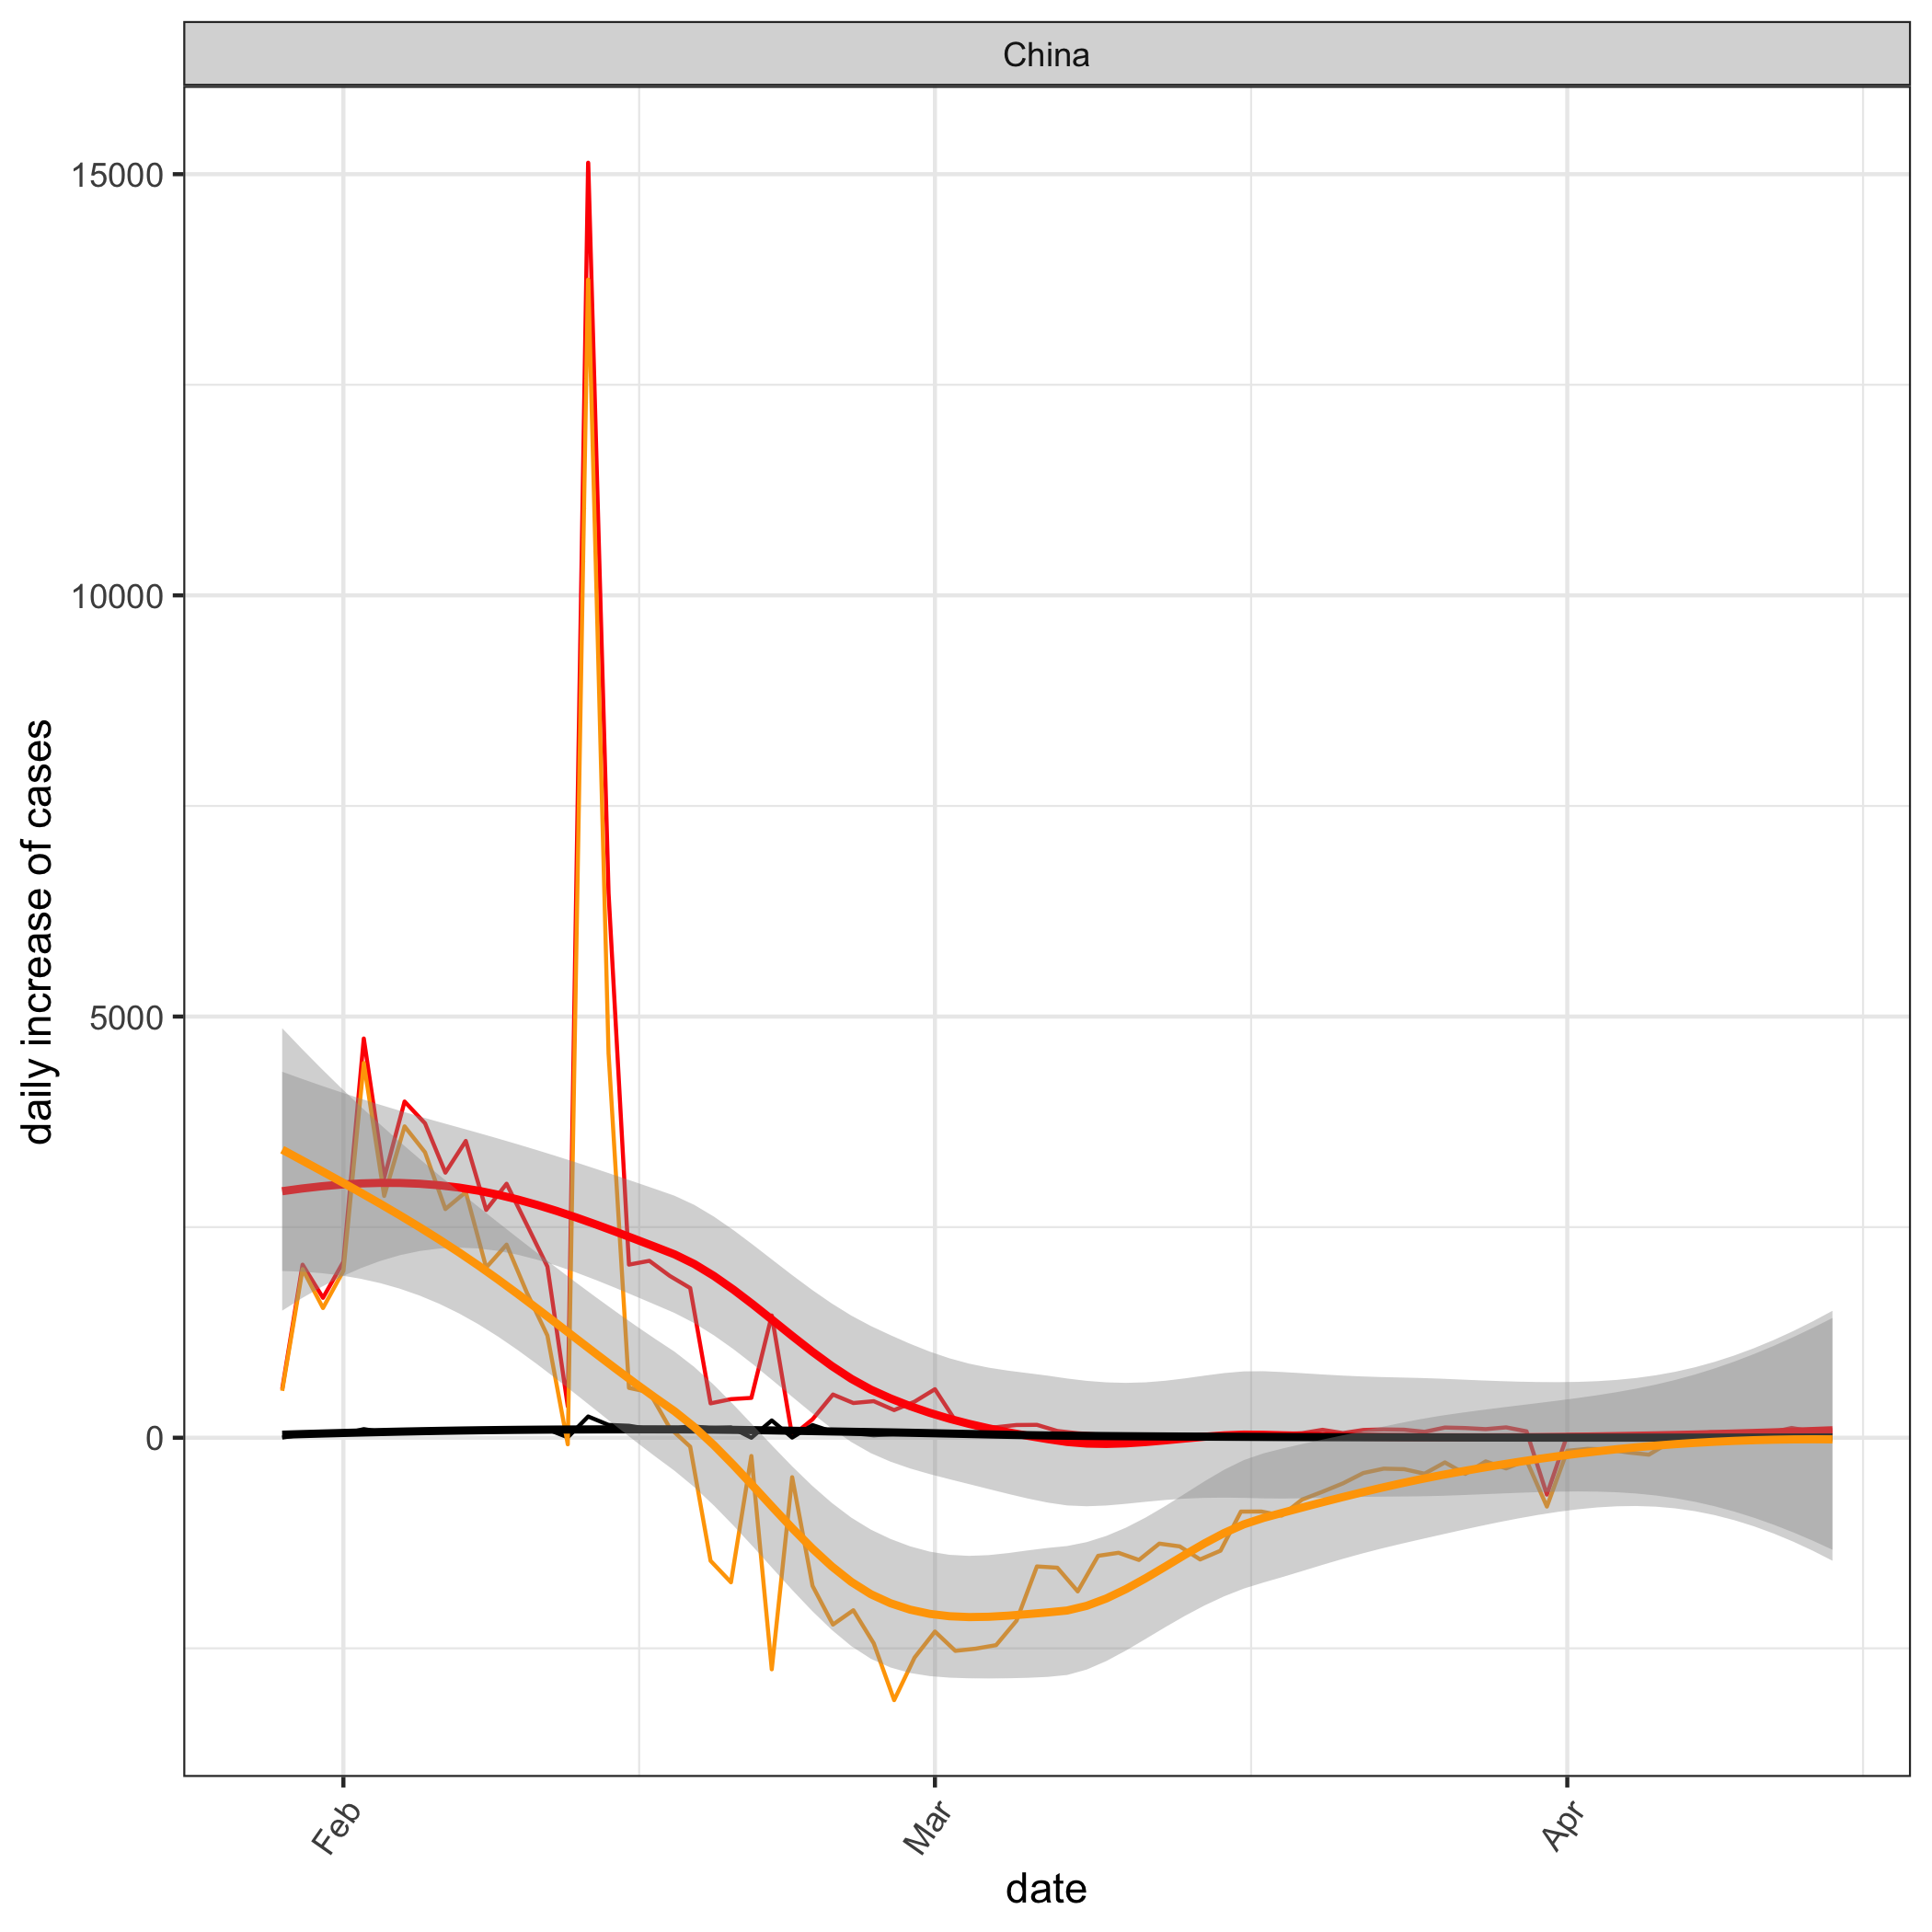 China
15000
10000
5000
0
daily increase of cases
Feb
Mar
Apr
date